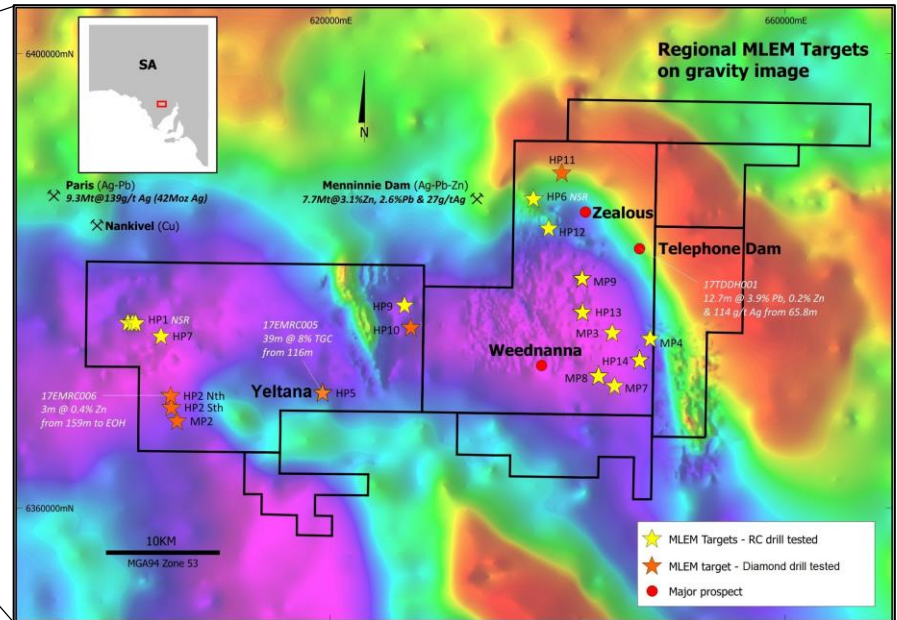 620000mE
660000mE
6400000mN
Regional MLEM Targets
on gravity image
SA
N
HP11
Paris (Ag-Pb)
9.3Mt@139g/t Ag (42Moz Ag)
Menninnie Dam (Ag-Pb-Zn)
7.7Mt@3.1%Zn, 2.6%Pb & 27g/tAg
HP6 NSR
Zealous
Nankivel (Cu)
HP12
Telephone Dam
MP9
17TDDH001
12.7m @ 3.9% Pb, 0.2% Zn
& 114 g/t Ag from 65.8m
HP9
HP13
HP1 NSR
HP10
HP7
17EMRC005
39m @ 8% TGC
from 116m
MP3
MP4
Weednanna
HP14
MP8
MP7
17EMRC006
3m @ 0.4% Zn
from 159m to EOH
HP2 Nth
HP2 Sth
MP2
Yeltana
HP5
6360000mN
10KM
MGA94 Zone 53
MLEM Targets - RC drill tested
MLEM target - Diamond drill tested
Major prospect